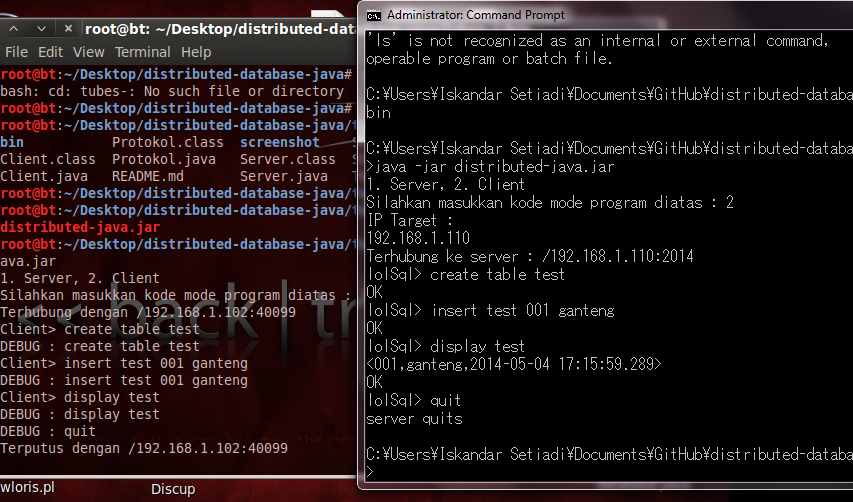 root@bt: ~/Desktop/distributed-dat
File Edit View Terminal Help
root@bt:~/Desktop/distributed-database-java#
bash: cd: tubes-: No such file or directory
root@bt:~/Desktop/distributed-database-java#
root@bt:~/Desktop/distributed-database-java/
bin Protokol.class screenshot
Client.class Protokol.java Server.class S
Client.java README.md Server.java
root@bt:~/Desktop/distributed-database-java/
root@bt:~/Desktop/distributed-database-java/
distributed-java.jar
root@bt:~/Desktop/distributed-database-java/
ava.jar
1. Server, 2. Client
Silahkan masukkan kode mode program diatas :
Terhubung dengan /192.168.1.102:40099
Client> create table test
DEBUG : create table test
Client> insert test 001 ganteng
DEBUG : insert test 001 ganteng
Client> display test
DEBUG : display test
DEBUG : quit
Terputus dengan /192.168.1.102:40099
<< back|tr
wloris.pl
Discup
Administrator: Command Prompt
'ls' is not recognized as an internal or external command,
operable program or batch file.
C:¥Users¥Iskandar Setiadi¥Documents¥GitHub¥distributed-databa
bin
C:¥Users¥Iskandar Setiadi¥Documents¥GitHub¥distributed-databa
>java -jar distributed-java.jar
1. Server, 2. Client
Silahkan masukkan kode mode program diatas : 2
IP Target :
192.168.1.110
Terhubung ke server : /192.168.1.110:2014
lolSql> create table test
OK
lolSql> insert test 001 ganteng
OK
lolSql> display test
<001,ganteng,2014-05-04 17:15:59.289>
OK
lolSql> quit
server quits
C:¥Users¥Iskandar Setiadi¥Documents¥GitHub¥distributed-databa
>